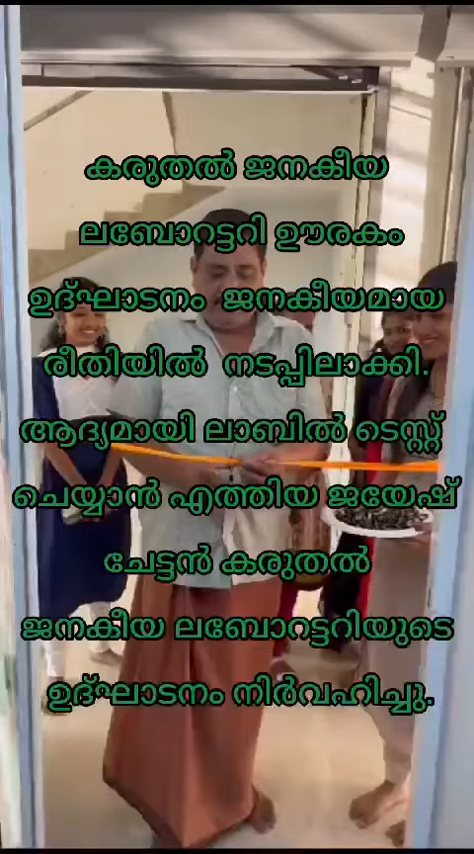 കരുതൽ ജനകീയ
ലബോറട്ടറി ഊരകം
ഉദ്ഘാടനം ജനകീയമായ
രീതിയിൽ നടപ്പിലാക്കി.
ആദ്യമായി ലാബിൽ ടെസ്റ്റ്
ചെയ്യാൻ എത്തിയ ജയേഷ്
ചേട്ടൻ കരുതൽ
ജനകീയ ലബോറട്ടറിയുടെ
ഉദ്ഘാടനം നിർവഹിച്ചു.